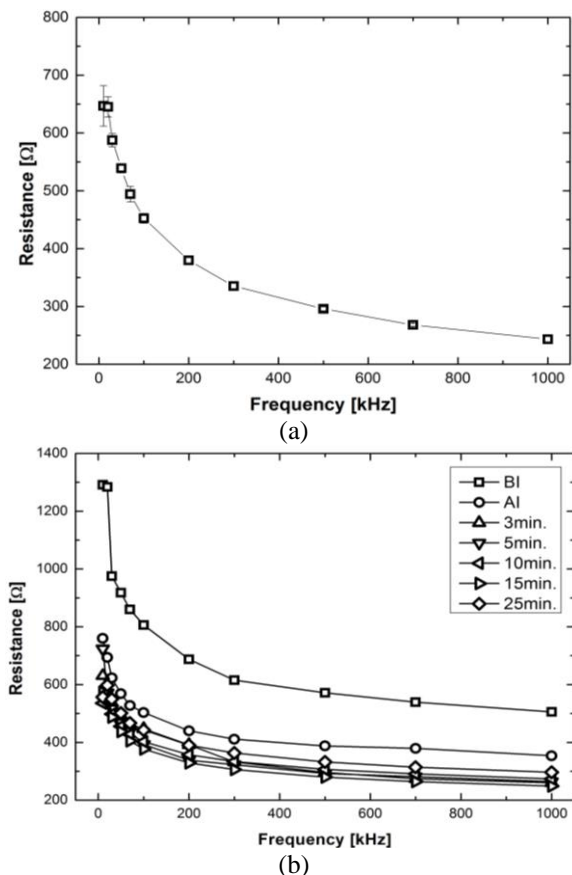 800
700
600
500
400
300
200
Resistance [Ω]
0 200 400 600 800 1000
Frequency [kHz]
(a)
1400
1200
1000
800
600
400
200
Resistance [Ω]
BI
AI
3min.
5min.
10min.
15min.
25min.
0 200 400 600 800 1000
Frequency [kHz]
(b)